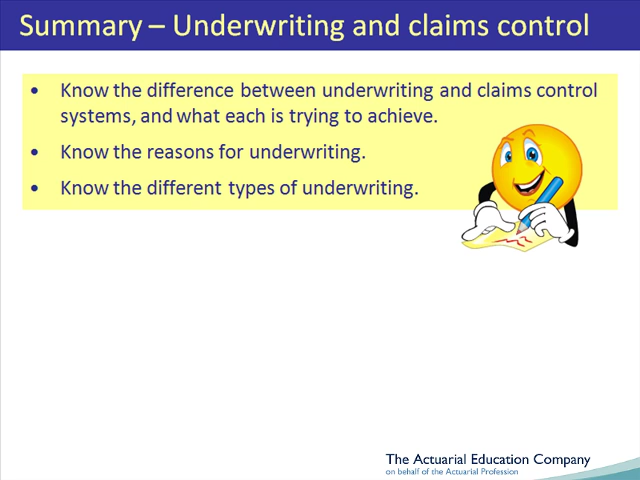 Summary – Underwriting and claims control
• Know the difference between underwriting and claims control
systems, and what each is trying to achieve.
• Know the reasons for underwriting.
• Know the different types of underwriting.
The Actuarial Education Company
on behalf of the Actuarial Profession